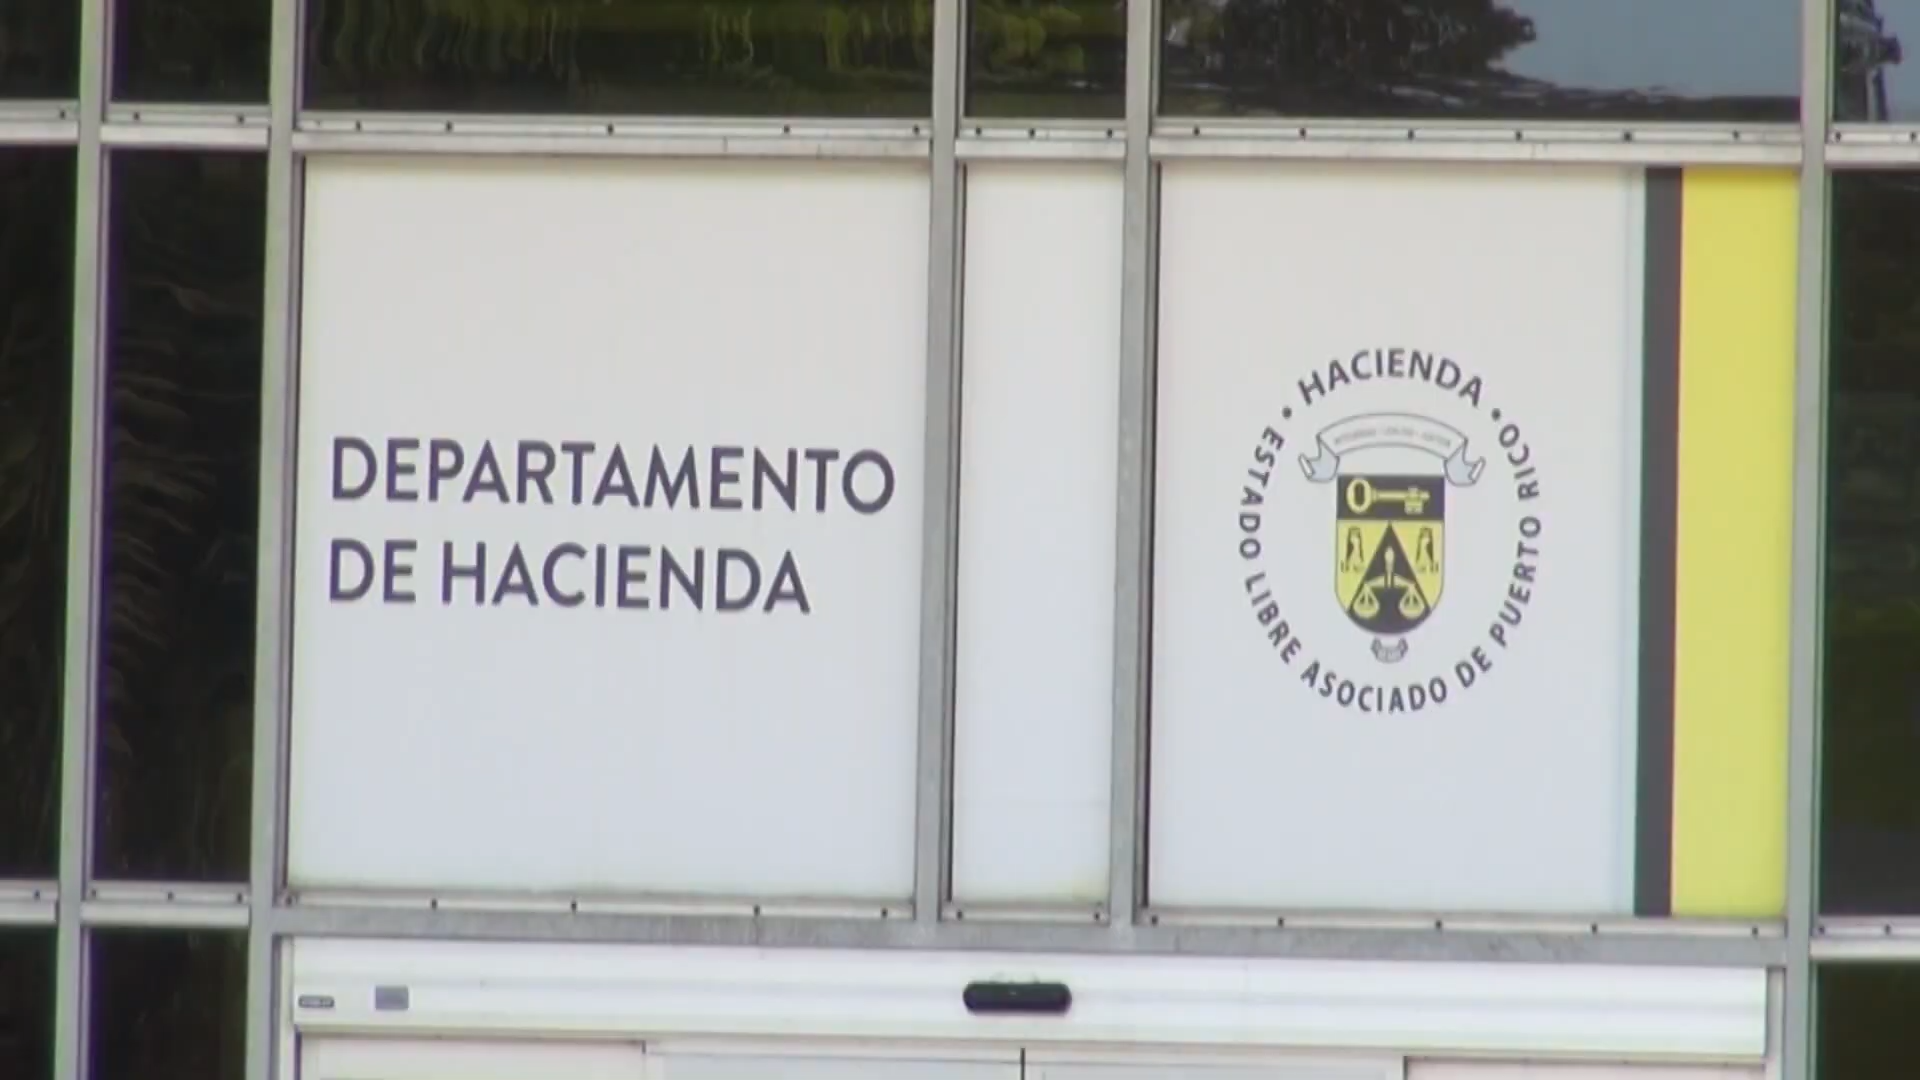 DEPARTAMENTO
DE HACIENDA
• HACIENDA •
ESTADO LIBRE ASOCIADO DE PUERTO RICO